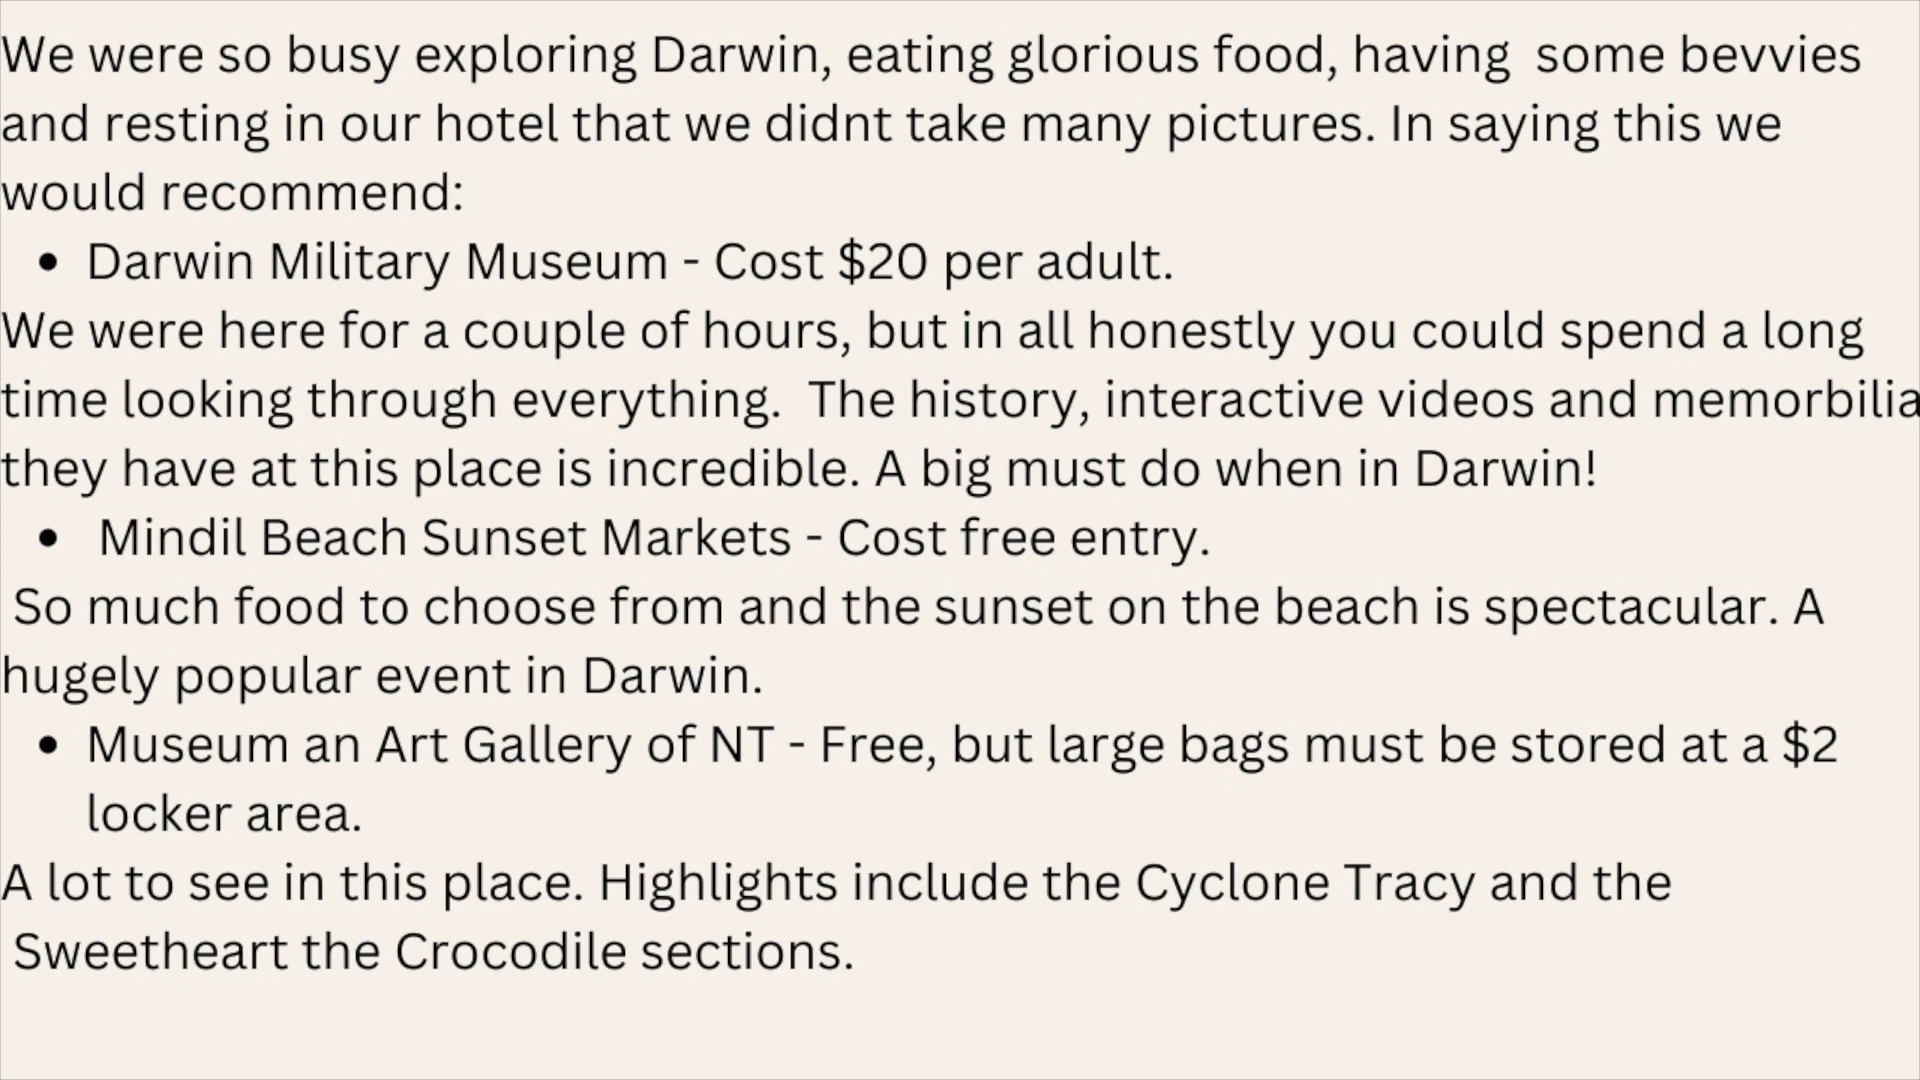 We were so busy exploring Darwin, eating glorious food, having  some bevvies
and resting in our hotel that we didnt take many pictures. In saying this we
would recommend:
• Darwin Military Museum - Cost $20 per adult.
We were here for a couple of hours, but in all honestly you could spend a long
time looking through everything.  The history, interactive videos and memorbilia
they have at this place is incredible. A big must do when in Darwin!
• Mindil Beach Sunset Markets - Cost free entry.
So much food to choose from and the sunset on the beach is spectacular. A
hugely popular event in Darwin.
• Museum an Art Gallery of NT - Free, but large bags must be stored at a $2
locker area.
A lot to see in this place. Highlights include the Cyclone Tracy and the
Sweetheart the Crocodile sections.